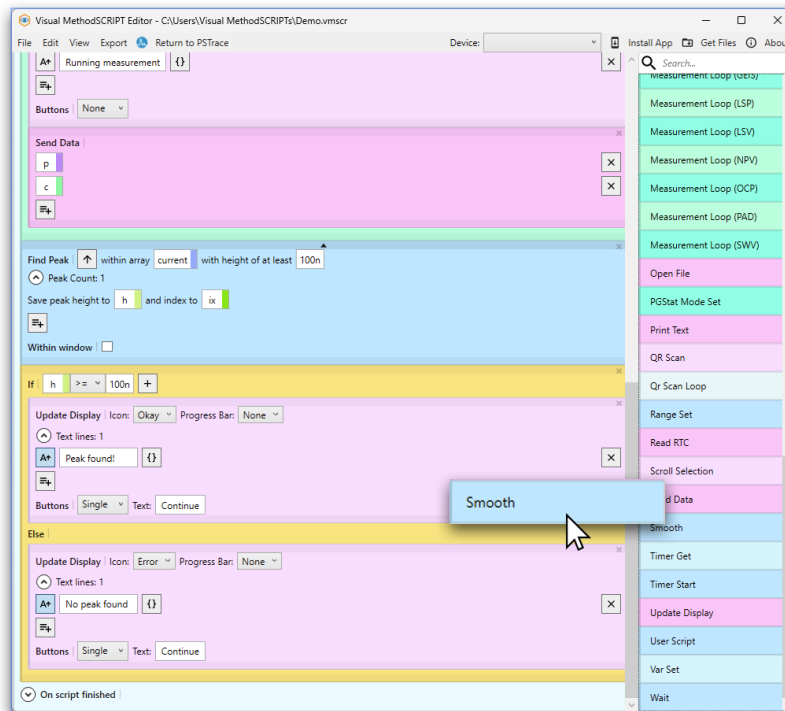 Visual MethodSCRIPT Editor - C:\Users\Visual MethodSCRIPTs\Demo.vmscr
File Edit View Export Return to PSTrace Device: Install App Get Files Abou
Running measurement {}
Buttons None
Send Data
p
c
Find Peak within array current with height of at least 100n
Peak Count: 1
Save peak height to h and index to ix
Within window
If h >= 100n +
Update Display Icon: Okay Progress Bar: None
Text lines: 1
A Peak found! {}
Buttons Single Text: Continue
Else
Update Display Icon: Error Progress Bar: None
Text lines: 1
A No peak found {}
Buttons Single Text: Continue
On script finished
Search...
Measurement Loop (GEIS)
Measurement Loop (LSP)
Measurement Loop (LSV)
Measurement Loop (NPV)
Measurement Loop (OCP)
Measurement Loop (PAD)
Measurement Loop (SWV)
Open File
PGStat Mode Set
Print Text
QR Scan
Qr Scan Loop
Range Set
Read RTC
Scroll Selection
d Data
Smooth
Smooth
Timer Get
Timer Start
Update Display
User Script
Var Set
Wait